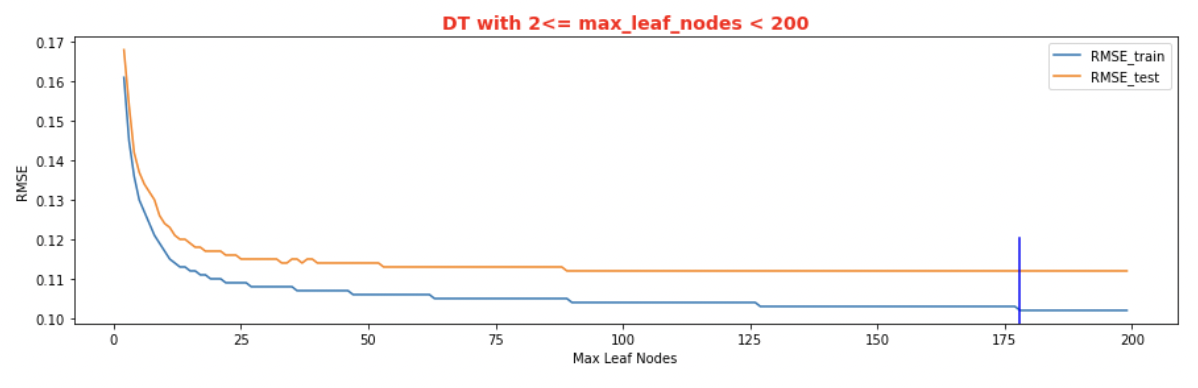 DT with 2<= max_leaf_nodes < 200
0.17
0.16
0.15
0.14
0.13
0.12
0.11
0.10
RMSE
RMSE_train
RMSE_test
0 25 50 75 100 125 150 175 200
Max Leaf Nodes